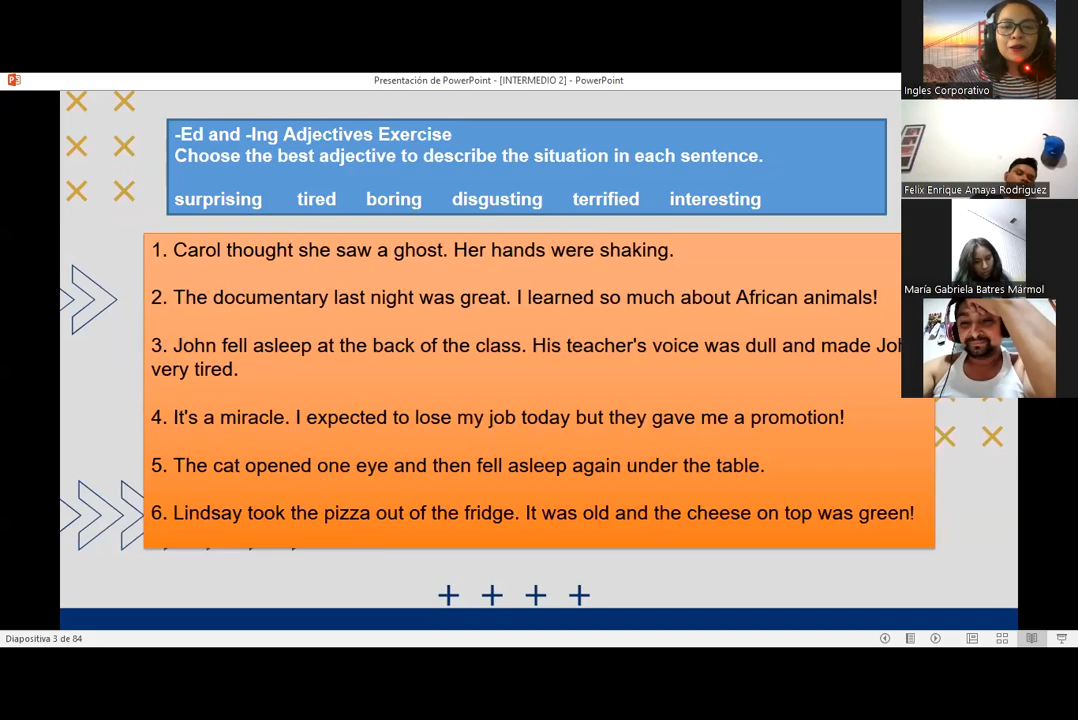 Presentación de PowerPoint - [INTERMEDIO 2] - PowerPoint
Ingles Corporativo
-Ed and -Ing Adjectives Exercise
Choose the best adjective to describe the situation in each sentence.
surprising tired boring disgusting terrified interesting
Felix Enrique Amaya Rodriguez
1. Carol thought she saw a ghost. Her hands were shaking.
María Gabriela Batres Mármol
2. The documentary last night was great. I learned so much about African animals!
3. John fell asleep at the back of the class. His teacher's voice was dull and made
very tired.
4. It's a miracle. I expected to lose my job today but they gave me a promotion!
5. The cat opened one eye and then fell asleep again under the table.
6. Lindsay took the pizza out of the fridge. It was old and the cheese on top was green!
Diapositiva 3 de 84